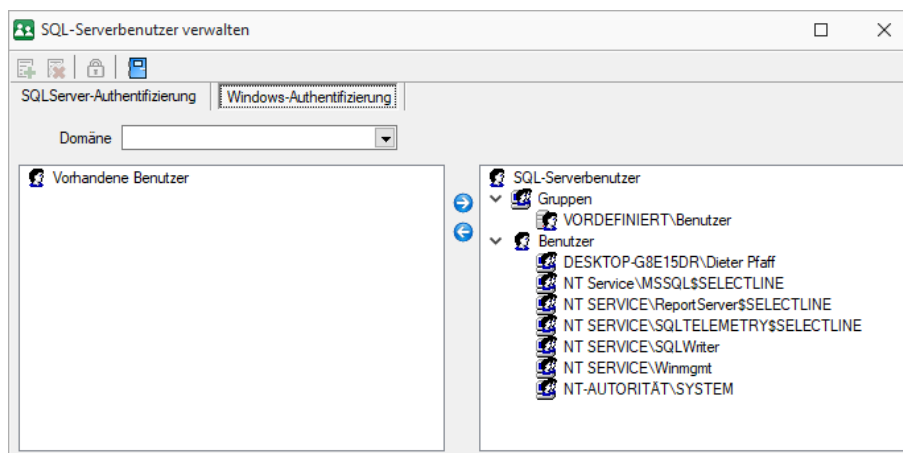 SQL-Serverbenutzer verwalten
SQLServer-Authentifizierung Windows-Authentifizierung
Domäne
Vorhandene Benutzer
SQL-Serverbenutzer
Gruppen
VORDEFINIERT\Benutzer
Benutzer
DESKTOP-G8E15DR\Dieter Pfaff
NT Service\MSSQL$SELECTLINE
NT SERVICE\ReportServer$SELECTLINE
NT SERVICE\SQLTELEMETRY$SELECTLINE
NT SERVICE\SQLWriter
NT SERVICE\Winmgmt
NT-AUTORITÄT\SYSTEM